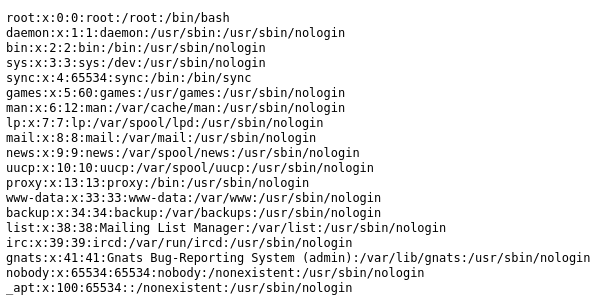 root:x:0:0:root:/root:/bin/bash
daemon:x:1:1:daemon:/usr/sbin:/usr/sbin/nologin
bin:x:2:2:bin:/bin:/usr/sbin/nologin
sys:x:3:3:sys:/dev:/usr/sbin/nologin
sync:x:4:65534:sync:/bin:/bin/sync
games:x:5:60:games:/usr/games:/usr/sbin/nologin
man:x:6:12:man:/var/cache/man:/usr/sbin/nologin
lp:x:7:7:lp:/var/spool/lpd:/usr/sbin/nologin
mail:x:8:8:mail:/var/mail:/usr/sbin/nologin
news:x:9:9:news:/var/spool/news:/usr/sbin/nologin
uucp:x:10:10:uucp:/var/spool/uucp:/usr/sbin/nologin
proxy:x:13:13:proxy:/bin:/usr/sbin/nologin
www-data:x:33:33:www-data:/var/www:/usr/sbin/nologin
backup:x:34:34:backup:/var/backups:/usr/sbin/nologin
list:x:38:38:Mailing List Manager:/var/list:/usr/sbin/nologin
irc:x:39:39:ircd:/var/run/ircd:/usr/sbin/nologin
gnats:x:41:41:Gnats Bug-Reporting System (admin):/var/lib/gnats:/usr/sbin/nologin
nobody:x:65534:65534:nobody:/nonexistent:/usr/sbin/nologin
_apt:x:100:65534::/nonexistent:/usr/sbin/nologin